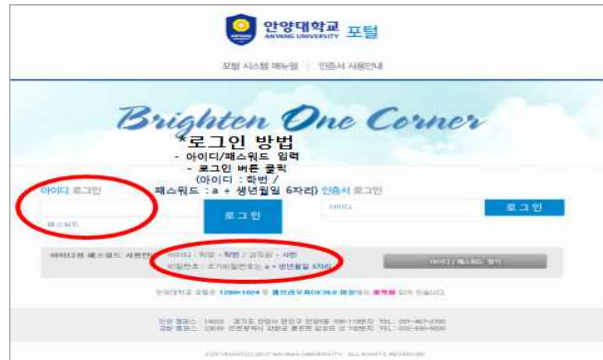 안양대학교 포털
ANYANG UNIVERSITY
포털 시스템 매뉴얼 | 인증서 사용안내
Brighten One Corner
*로그인 방법
- 아이디/패스워드 입력
- 로그인 버튼 클릭
(아이디 : 학번 /
패스워드 : a + 생년월일 6자리)
아이디 로그인
인증서 로그인
패스워드
로그인
아이디
로그인
아이디와 패스워드 사용안내
아이디 : 학생 - 학번 / 교직원 - 사번
비밀번호 : 초기비밀번호는 a + 생년월일 6자리
아이디 / 패스워드 찾기